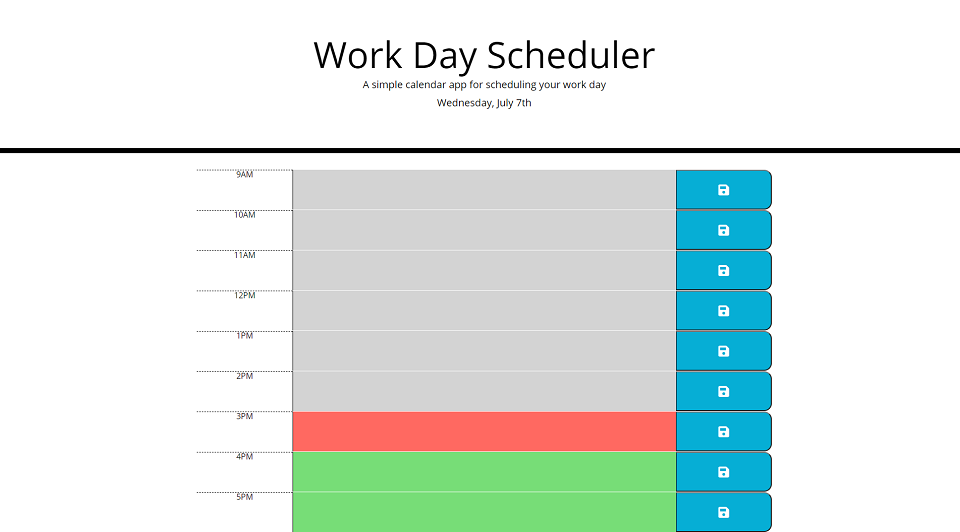 Work Day Scheduler
A simple calendar app for scheduling your work day
Wednesday, July 7th
9AM
10AM
11AM
12PM
1PM
2PM
3PM
4PM
5PM